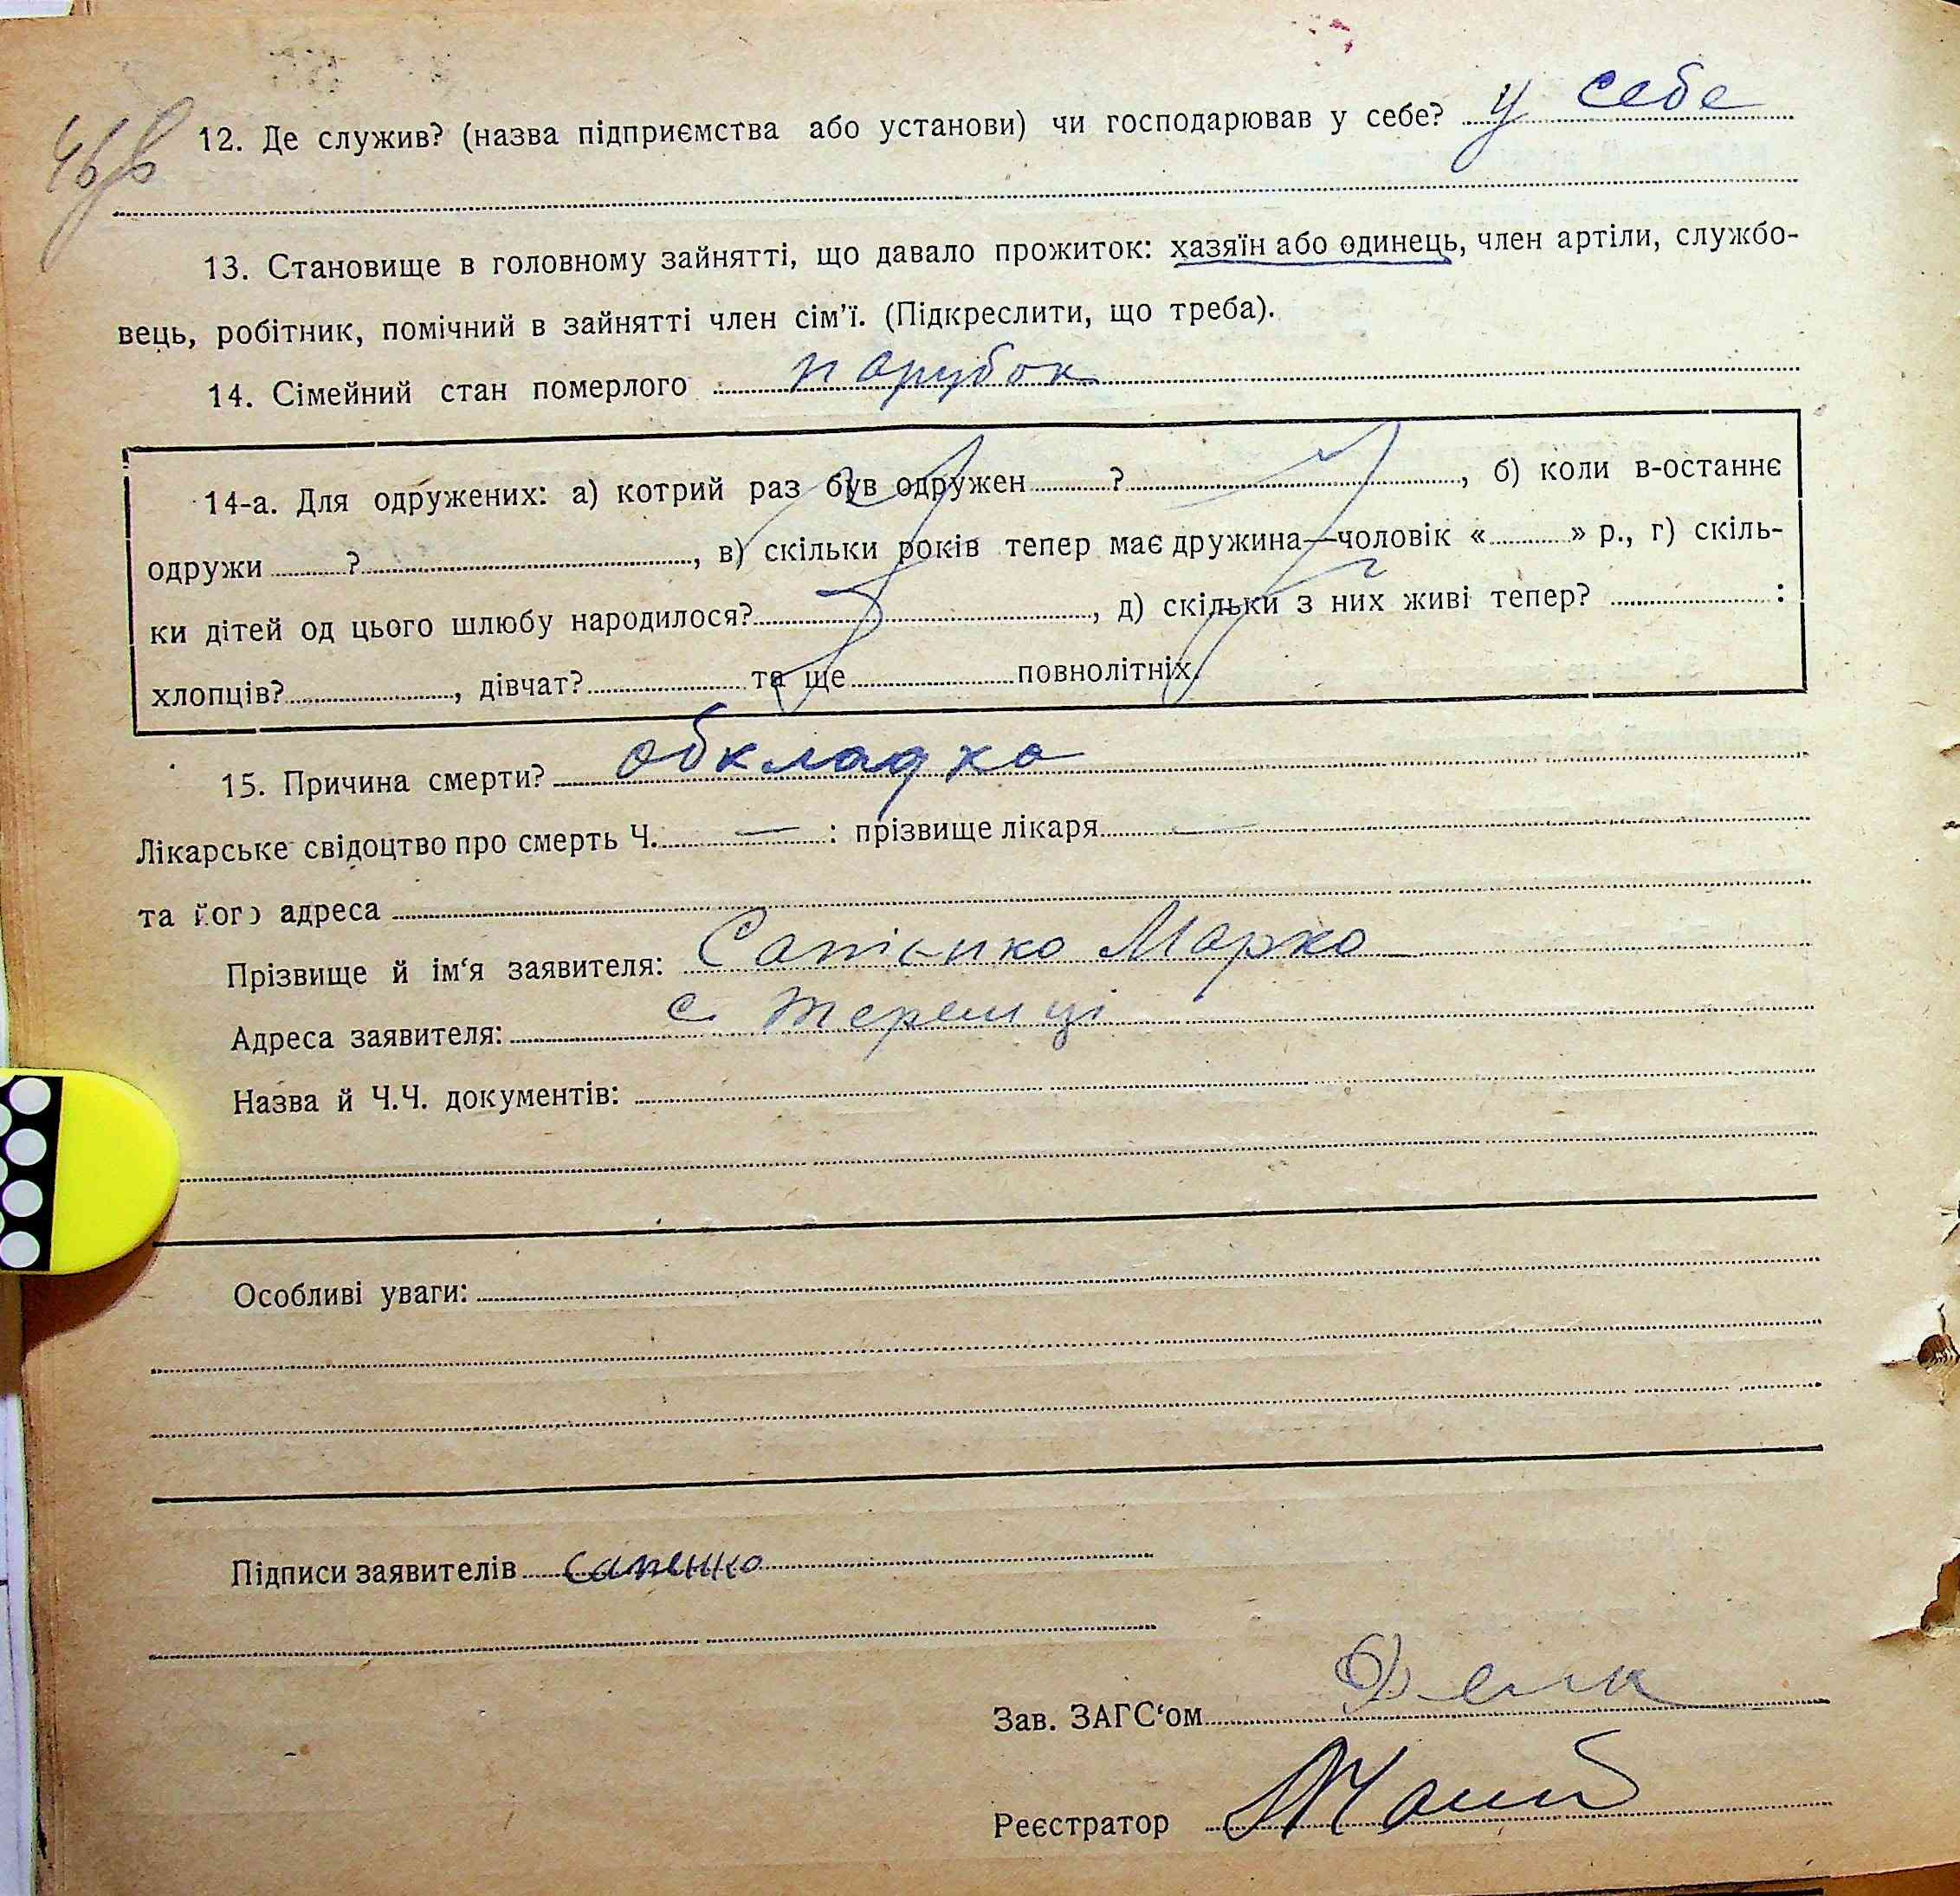 46в
12. Де служив? (назва підприємства або установи) чи господарював у себе? у себе
13. Становище в головному зайнятті, що давало прожиток: хазяїн або одинець, член артіли, службо-
вець, робітник, помічний в зайнятті член сім'ї. (Підкреслити, що треба).
14. Сімейний стан померлого парубок
14-а. Для одружених: а) котрий раз був одружен ? , б) коли в-останнє
одружи ? , в) скільки років тепер має дружина—чоловік « » р., г) скіль-
ки дітей од цього шлюбу народилося? , д) скільки з них живі тепер? :
хлопців? , дівчат? та ще повнолітніх.
15. Причина смерти? обкладка
Лікарське свідоцтво про смерть Ч. — : прізвище лікаря —
та його адреса
Прізвище й ім'я заявителя: Сапієнко Марко
Адреса заявителя: с. Терешці
Назва й Ч.Ч. документів:
Особливі уваги:
Підписи заявителів сапенко
Зав. ЗАГС'ом
Реєстратор